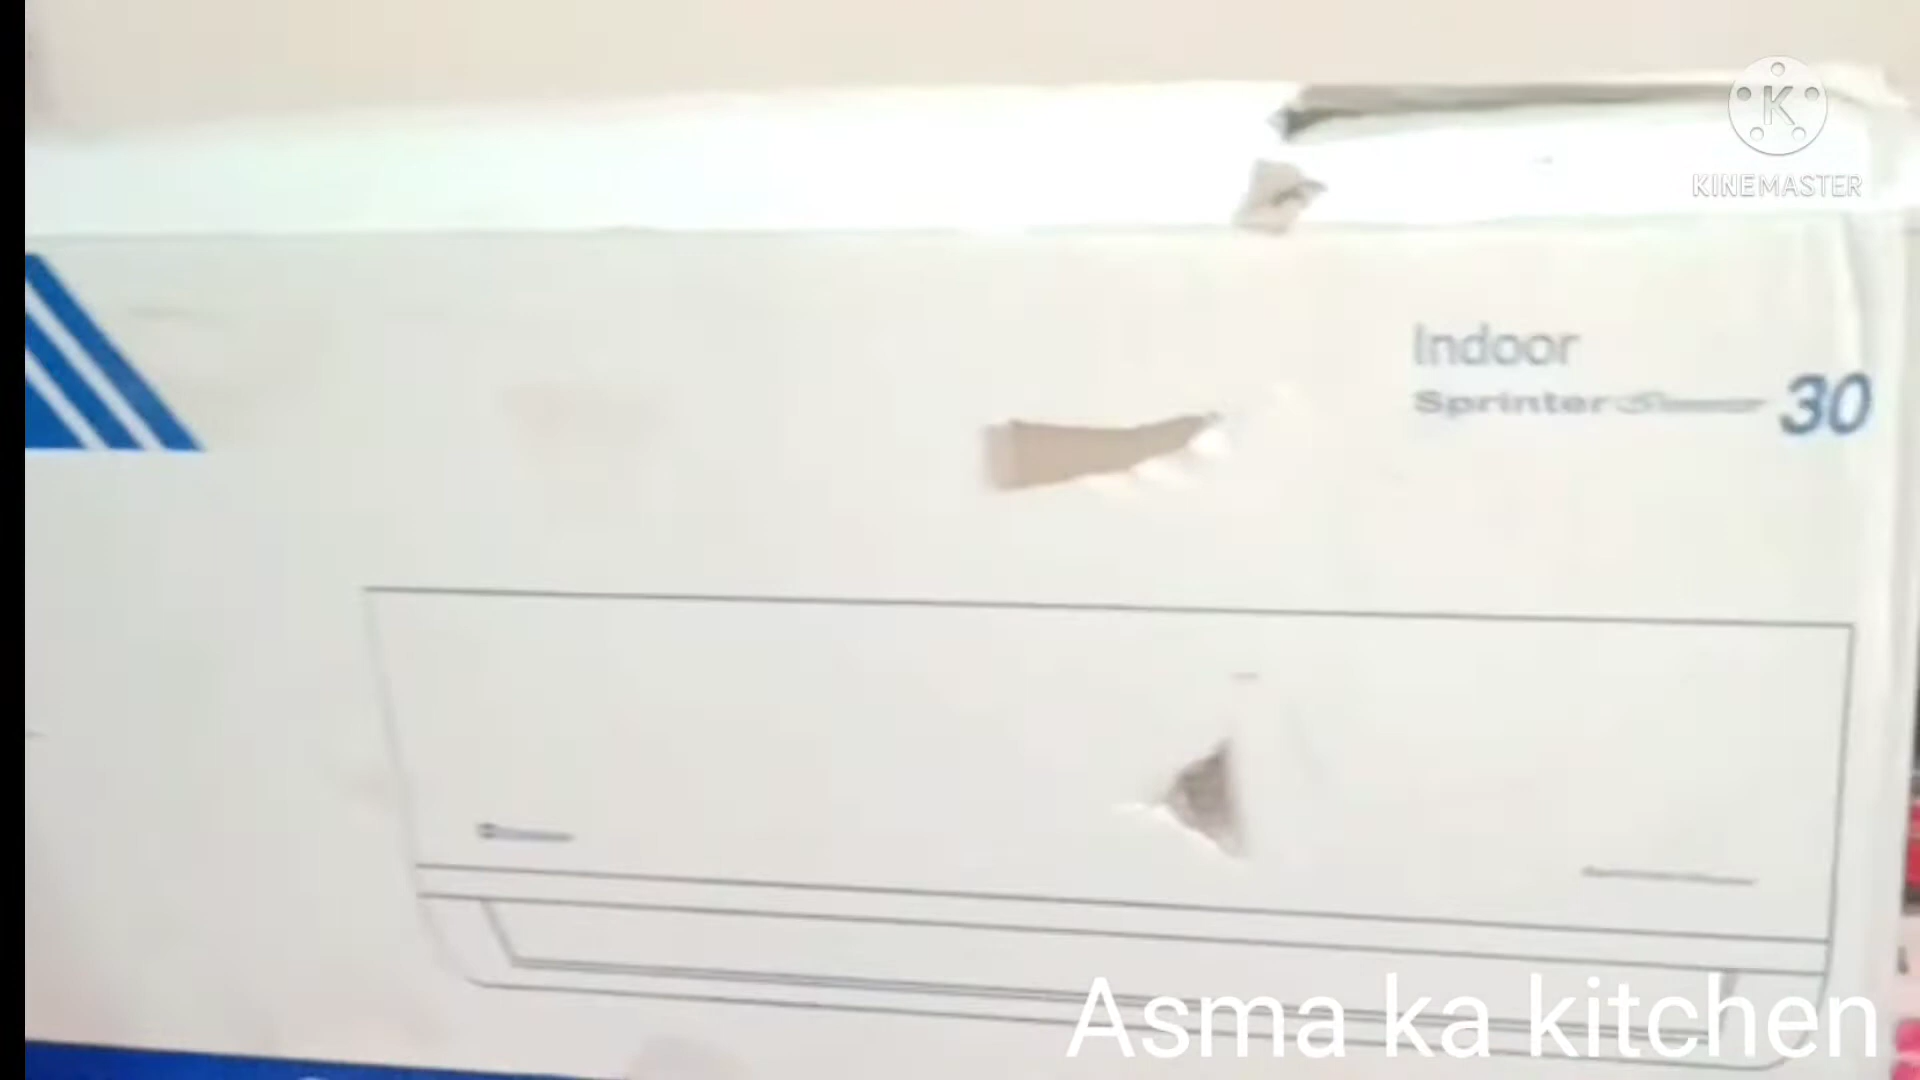 K
KINEMASTER
Indoor
Sprinter
30
Asma ka kitchen